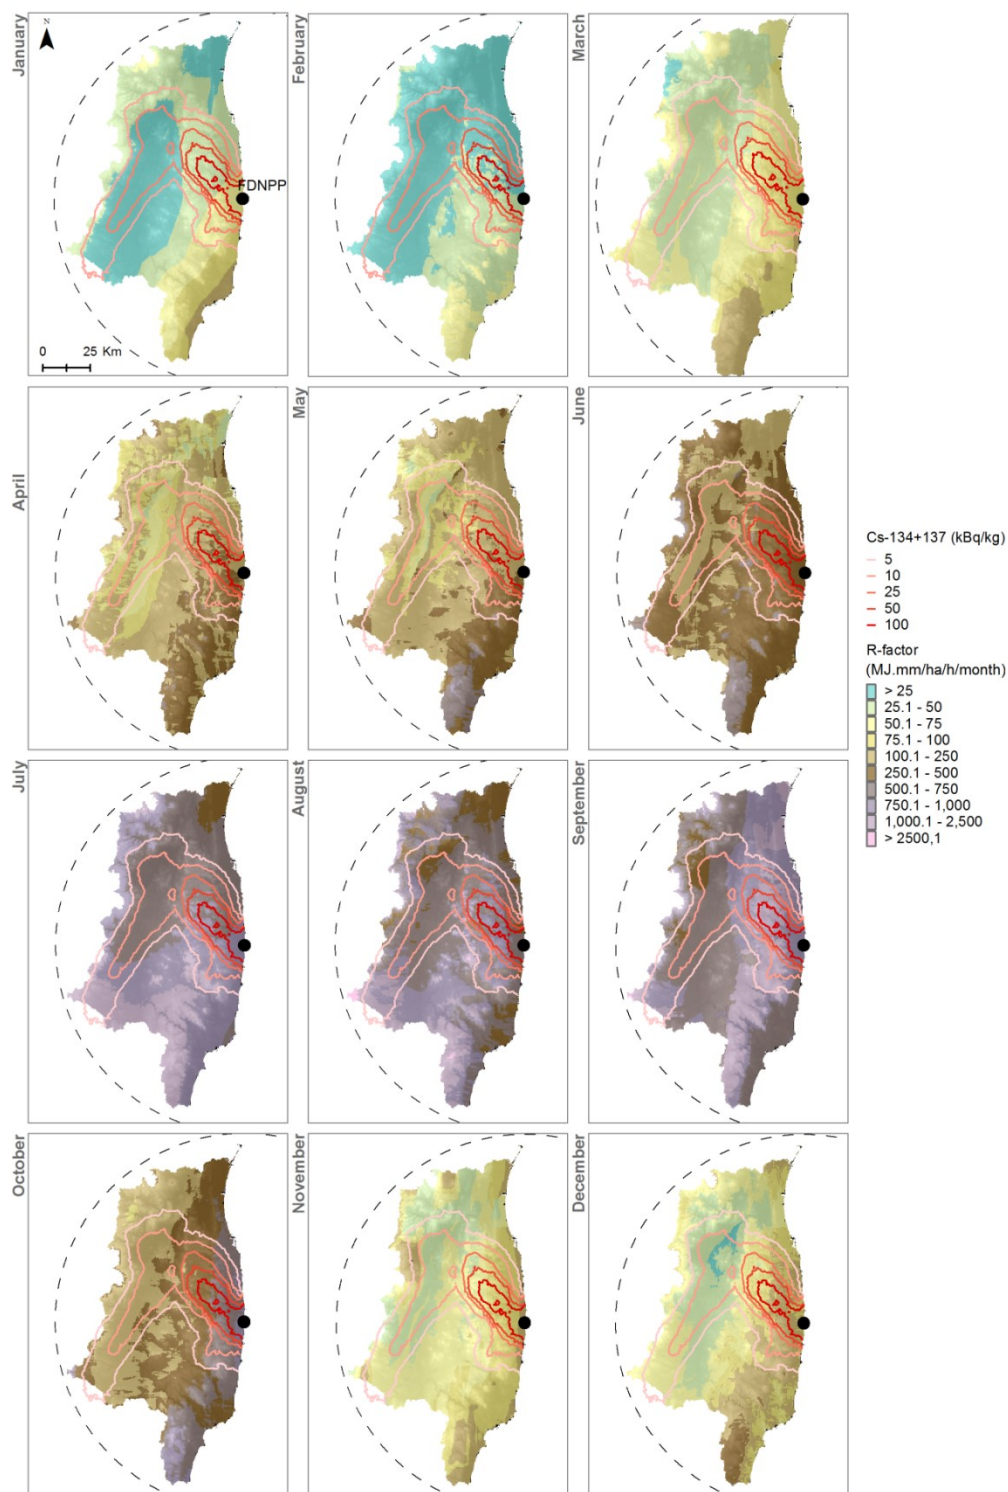 January
February
March
N
FDNPP
0 25 Km
April
May
June
Cs-134+137 (kBq/kg)
5
10
25
50
100
R-factor
(MJ.mm/ha/h/month)
> 25
25.1 - 50
50.1 - 75
75.1 - 100
100.1 - 250
250.1 - 500
500.1 - 750
750.1 - 1,000
1,000.1 - 2,500
> 2500,1
July
August
September
October
November
December